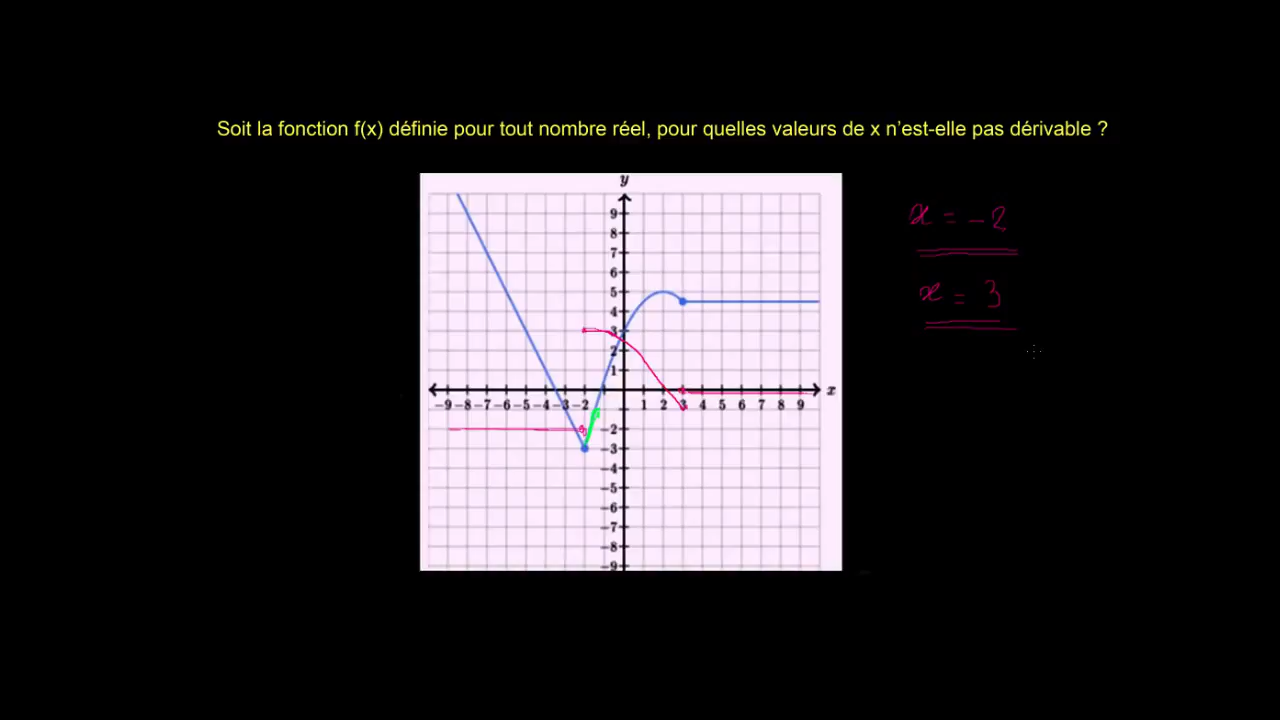 Soit la fonction f(x) définie pour tout nombre réel, pour quelles valeurs de x n'est-elle pas dérivable ?
y
x = -2
x = 3
9
8
7
6
5
4
3
2
1
x
-9 -8 -7 -6 -5 -4 -3 -2 1 2 3 4 5 6 7 8 9
-2
-3
-4
-5
-6
-7
-8
-9